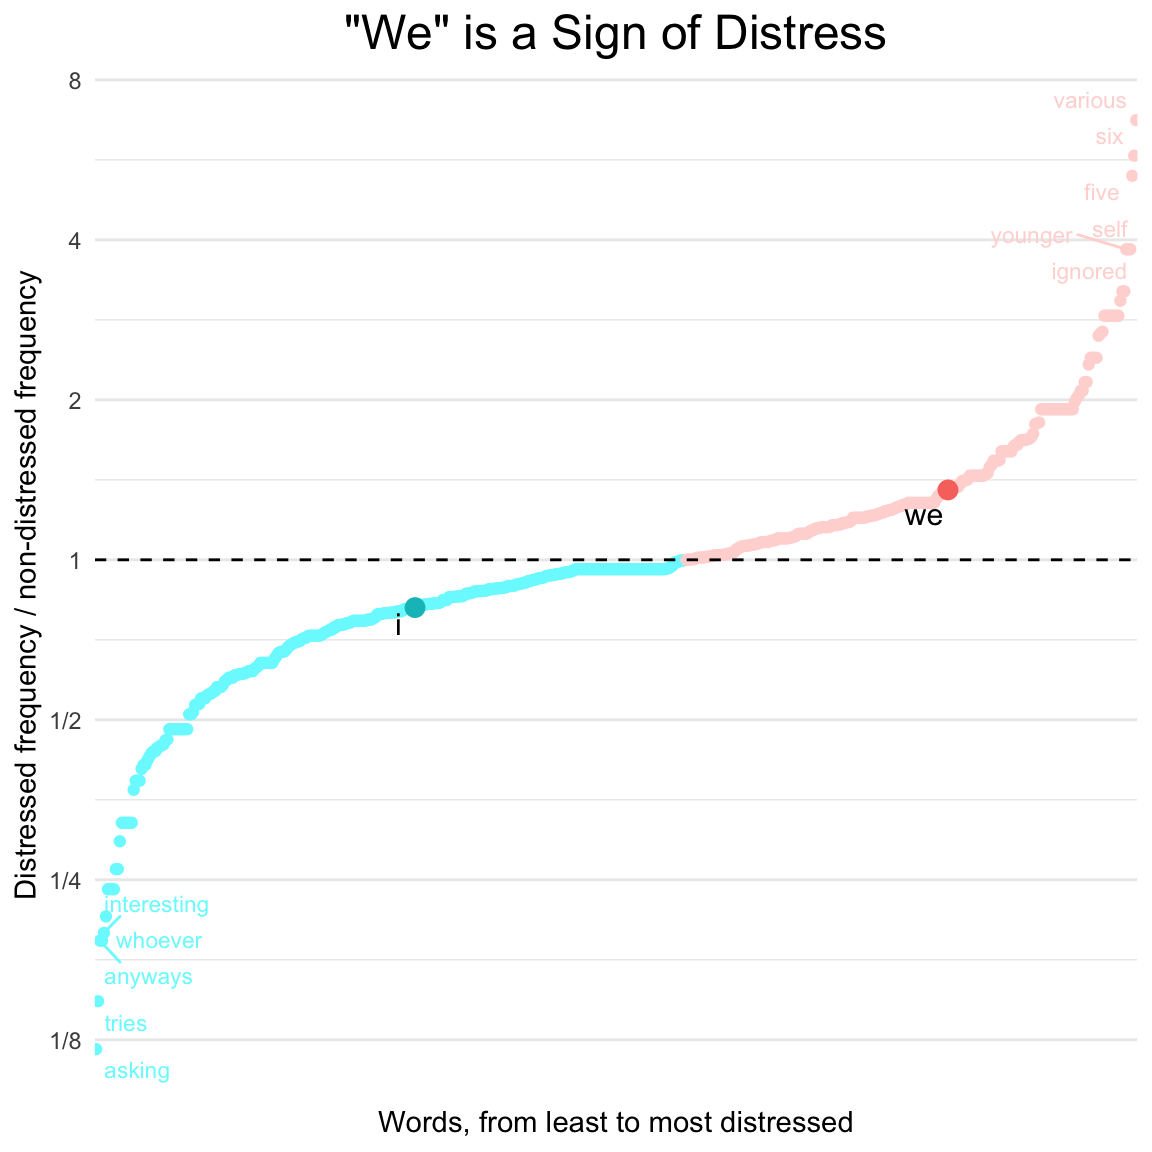 "We" is a Sign of Distress
8
various
six
five
4
younger
self
ignored
2
we
1
i
1/2
1/4
interesting
whoever
anyways
tries
1/8
asking
Distressed frequency / non-distressed frequency
Words, from least to most distressed